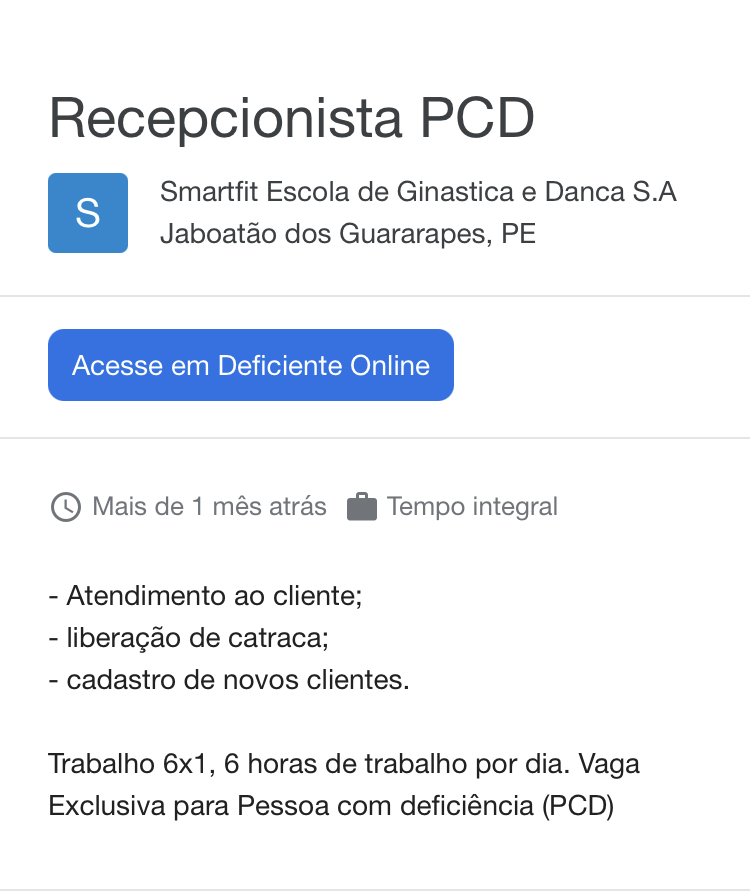 Recepcionista PCD
S
Smartfit Escola de Ginastica e Danca S.A
Jaboatão dos Guararapes, PE
Acesse em Deficiente Online
Mais de 1 mês atrás
Tempo integral
- Atendimento ao cliente;
- liberação de catraca;
- cadastro de novos clientes.
Trabalho 6x1, 6 horas de trabalho por dia. Vaga
Exclusiva para Pessoa com deficiência (PCD)